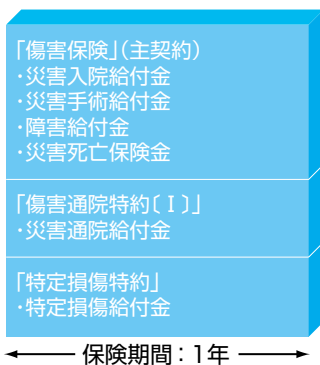 「傷害保険」(主契約)
・災害入院給付金
・災害手術給付金
・障害給付金
・災害死亡保険金
「傷害通院特約〔Ⅰ〕」
・災害通院給付金
「特定損傷特約」
・特定損傷給付金
保険期間：1年